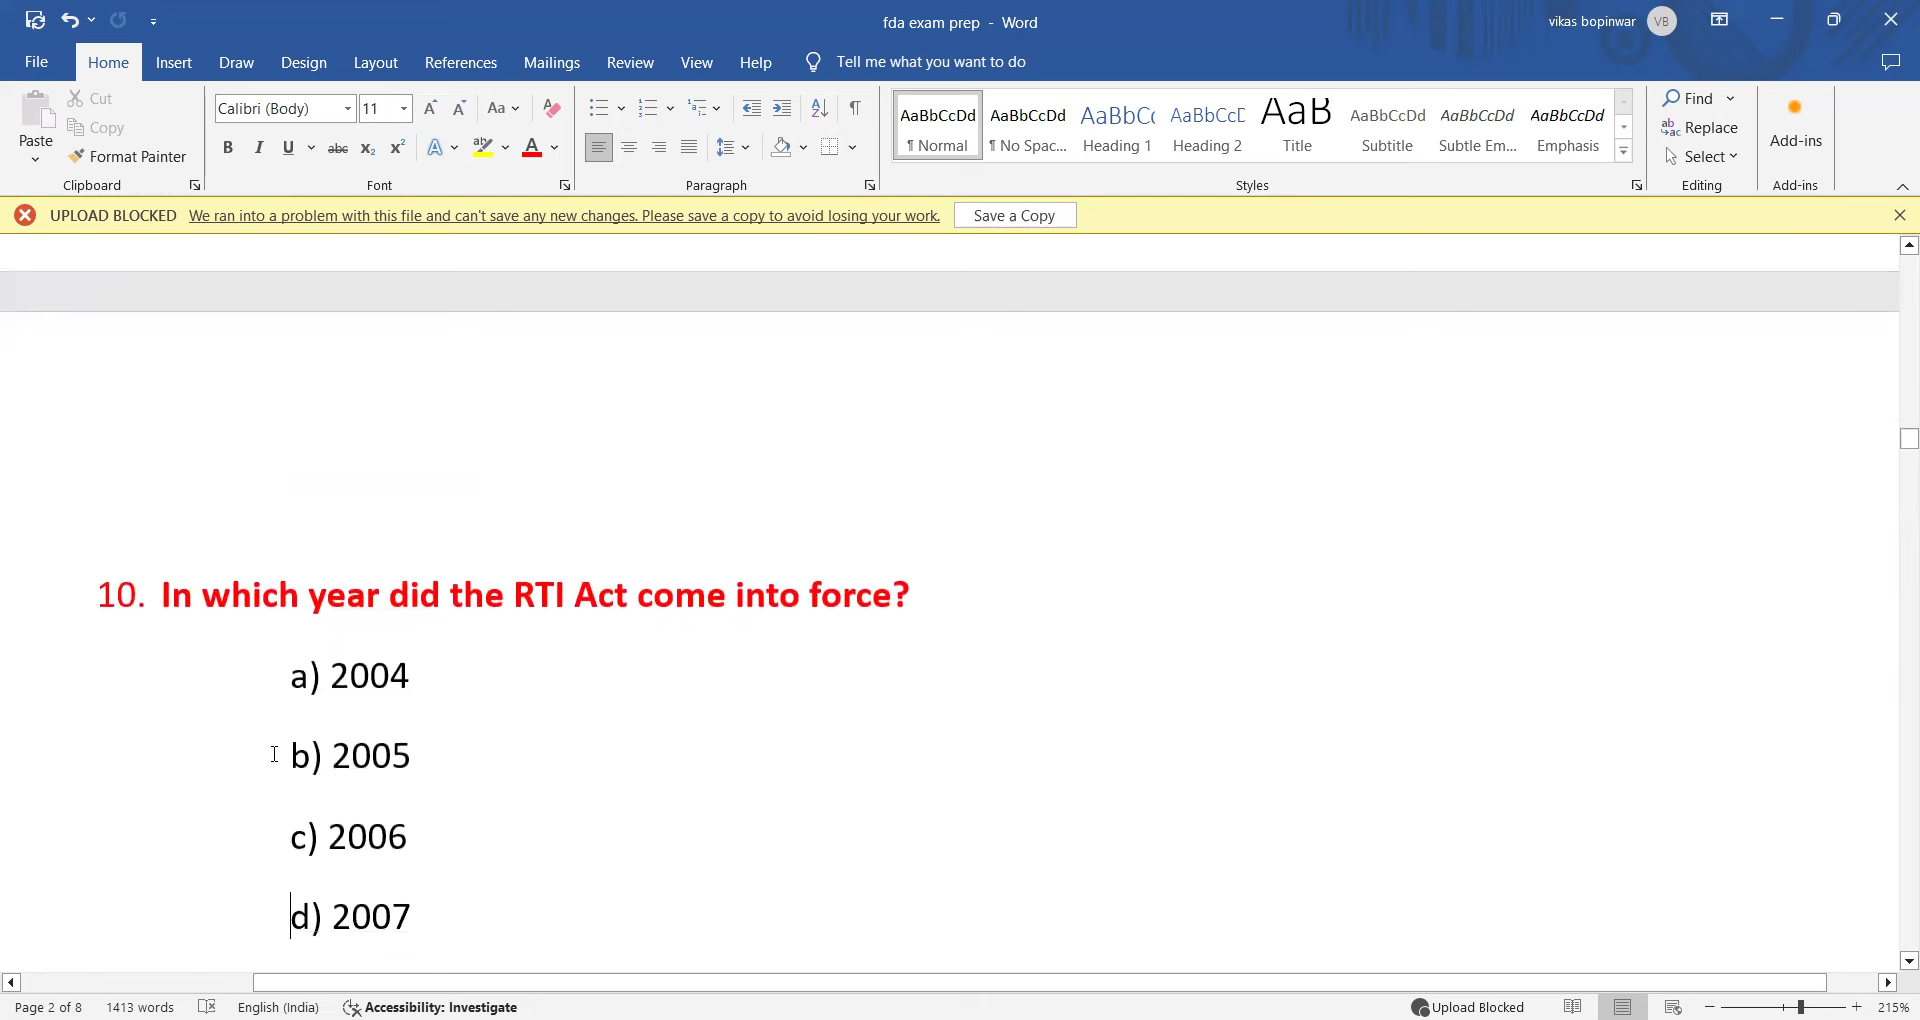 fda exam prep - Word
vikas bopinwar VB
File Home Insert Draw Design Layout References Mailings Review View Help Tell me what you want to do
Paste
Cut
Copy
Format Painter
Clipboard
Calibri (Body) 11
Font
Paragraph
AaBbCcDd AaBbCcDd AaBbCc AaBbCcC AaB AaBbCcDd AaBbCcDd AaBbCcDd
¶ Normal ¶ No Spac... Heading 1 Heading 2 Title Subtitle Subtle Em... Emphasis
Styles
Find
Replace
Select
Editing
Add-ins
Add-ins
UPLOAD BLOCKED We ran into a problem with this file and can't save any new changes. Please save a copy to avoid losing your work. Save a Copy
10. In which year did the RTI Act come into force?
a) 2004
b) 2005
c) 2006
d) 2007
Page 2 of 8 1413 words English (India) Accessibility: Investigate Upload Blocked 215%